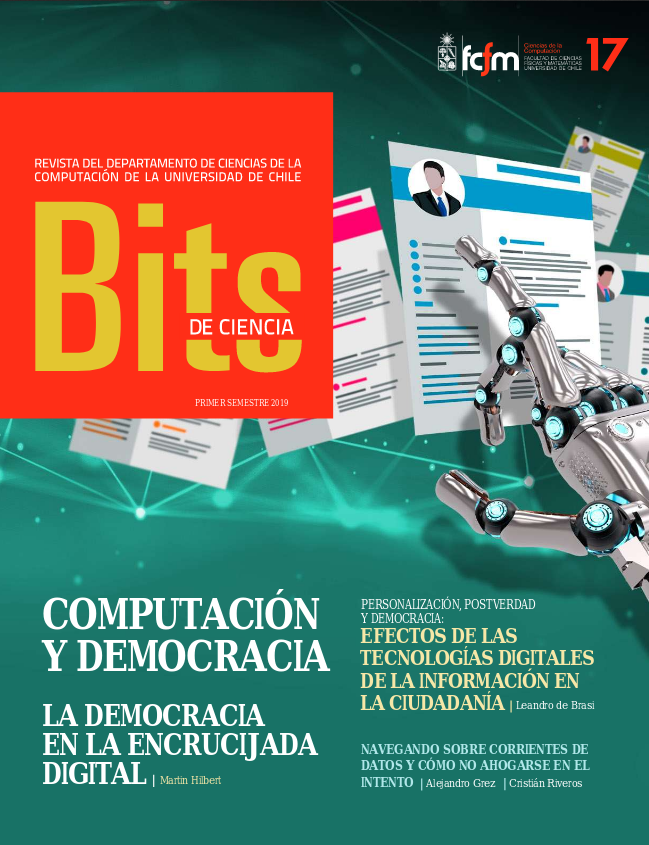 fcfm
Ciencias de la
Computación
FACULTAD DE CIENCIAS
FÍSICAS Y MATEMÁTICAS
UNIVERSIDAD DE CHILE
17
REVISTA DEL DEPARTAMENTO DE CIENCIAS DE LA
COMPUTACIÓN DE LA UNIVERSIDAD DE CHILE
Bits
DE CIENCIA
PRIMER SEMESTRE 2019
COMPUTACIÓN
Y DEMOCRACIA
LA DEMOCRACIA
EN LA ENCRUCIJADA
DIGITAL | Martin Hilbert
PERSONALIZACIÓN, POSTVERDAD
Y DEMOCRACIA:
EFECTOS DE LAS
TECNOLOGÍAS DIGITALES
DE LA INFORMACIÓN EN
LA CIUDADANÍA | Leandro de Brasi
NAVEGANDO SOBRE CORRIENTES DE
DATOS Y CÓMO NO AHOGARSE EN EL
INTENTO | Alejandro Grez | Cristián Riveros